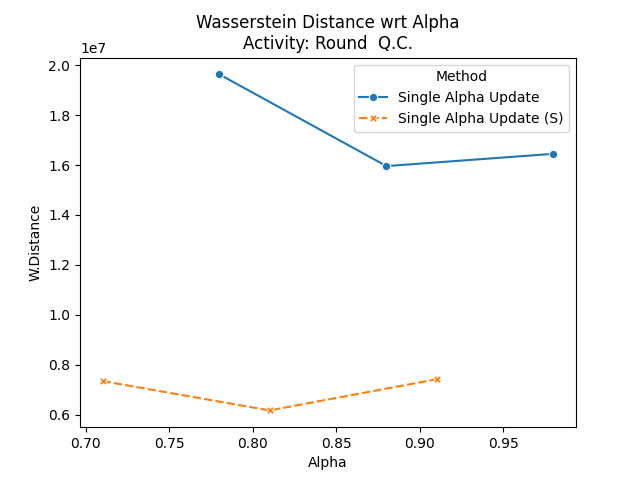 Wasserstein Distance wrt Alpha
Activity: Round  Q.C.
1e7
2.0
1.8
1.6
1.4
1.2
1.0
0.8
0.6
W.Distance
Method
Single Alpha Update
Single Alpha Update (S)
0.70
0.75
0.80
0.85
0.90
0.95
Alpha